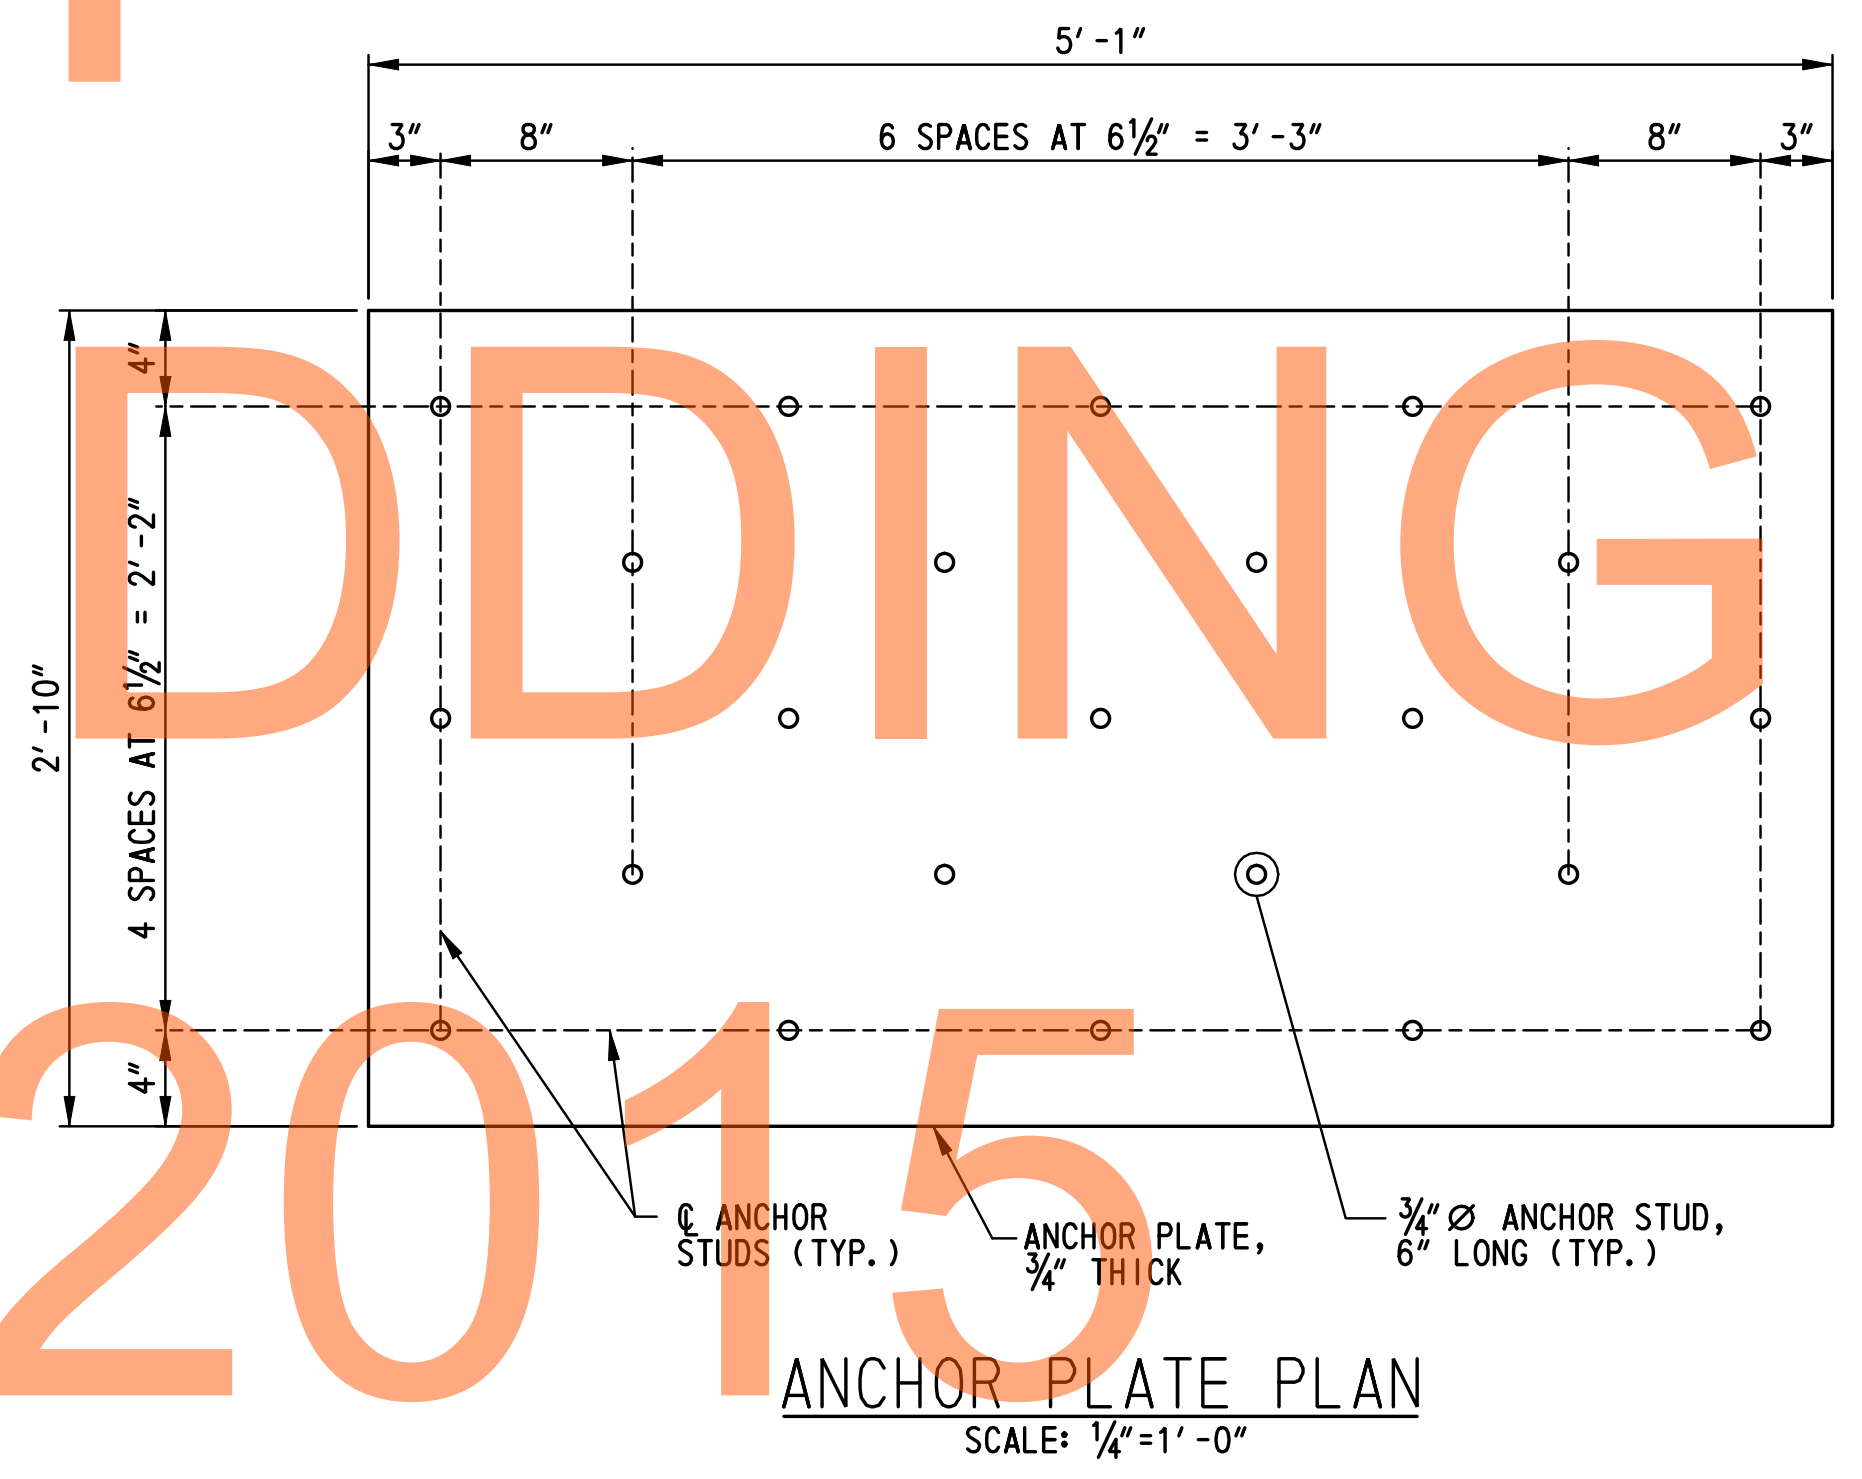 5'-1"
3" 8" 6 SPACES AT 6½" = 3'-3" 8" 3"
4"
4 SPACES AT 6½" = 2'-2"
2'-10"
4"
DDING
2015
℄ ANCHOR
STUDS (TYP.)
ANCHOR PLATE,
¾" THICK
¾" Ø ANCHOR STUD,
6" LONG (TYP.)
ANCHOR PLATE PLAN
SCALE: ¼"=1'-0"